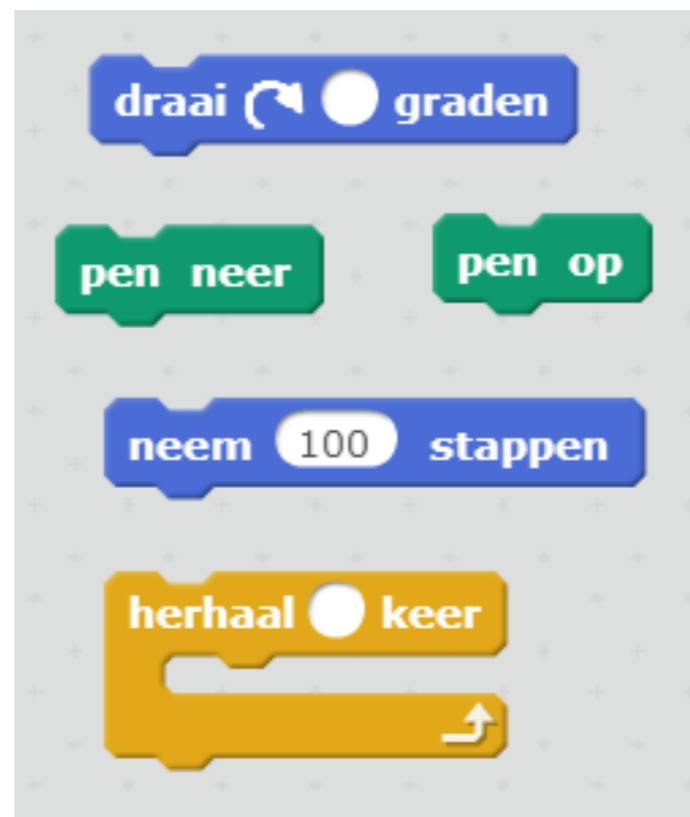 draai graden
pen neer
pen op
neem 100 stappen
herhaal keer